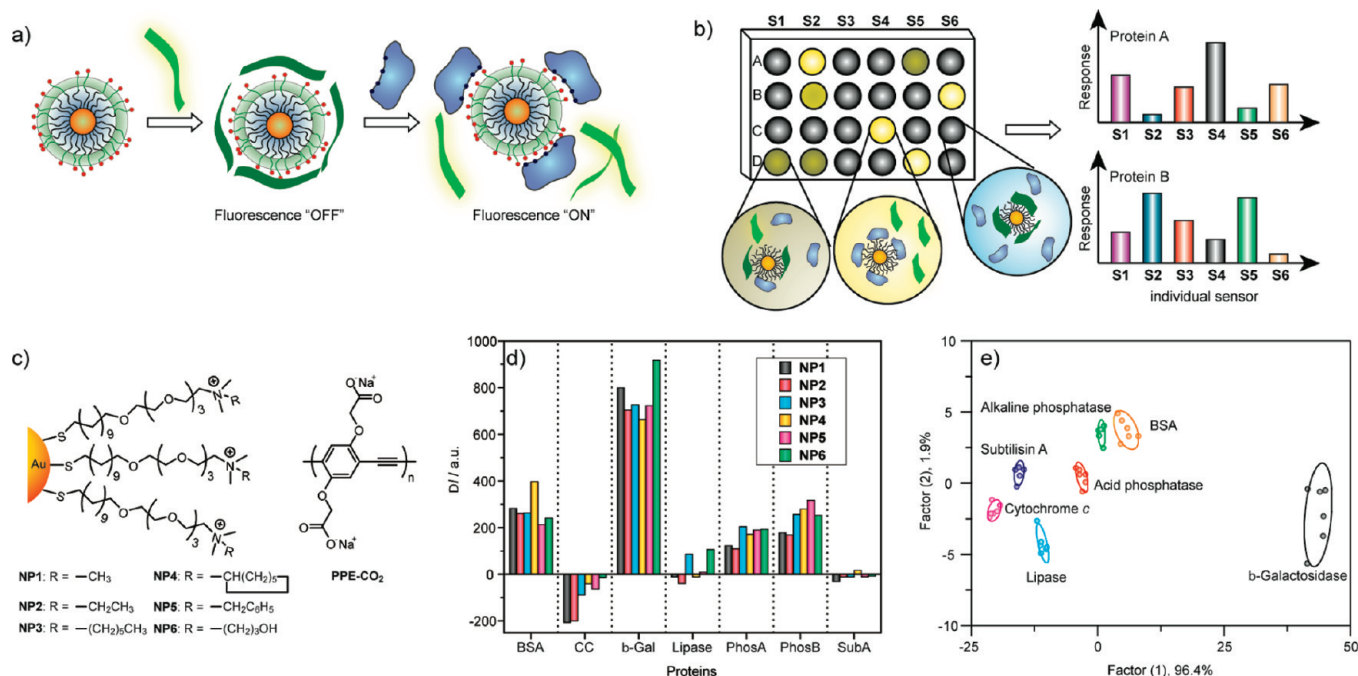 a)
Fluorescence "OFF"
Fluorescence "ON"
b)
S1 S2 S3 S4 S5 S6
A
B
C
D
Response
Protein A
S1 S2 S3 S4 S5 S6
Response
Protein B
S1 S2 S3 S4 S5 S6
individual sensor
c)
Au
S ( )9 O ( O )3 N ⊕ R
S ( )9 O ( O )3 N ⊕ R
S ( )9 O ( O )3 N ⊕ R
NP1: R = —CH3
NP4: R = —CH(CH2)5
NP2: R = —CH2CH3
NP5: R = —CH2C6H5
NP3: R = —(CH2)5CH3
NP6: R = —(CH2)3OH
O⁻Na⁺
O
O
n
O
O
O⁻Na⁺
PPE-CO2
d)
1000
800
600
400
200
0
-200
DI / a.u.
NP1
NP2
NP3
NP4
NP5
NP6
BSA CC b-Gal Lipase PhosA PhosB SubA
Proteins
e)
10
5
0
-5
-10
Factor (2), 1.9%
Alkaline phosphatase
BSA
Subtilisin A
Acid phosphatase
Cytochrome c
Lipase
b-Galactosidase
-25 0 25 50
Factor (1), 96.4%